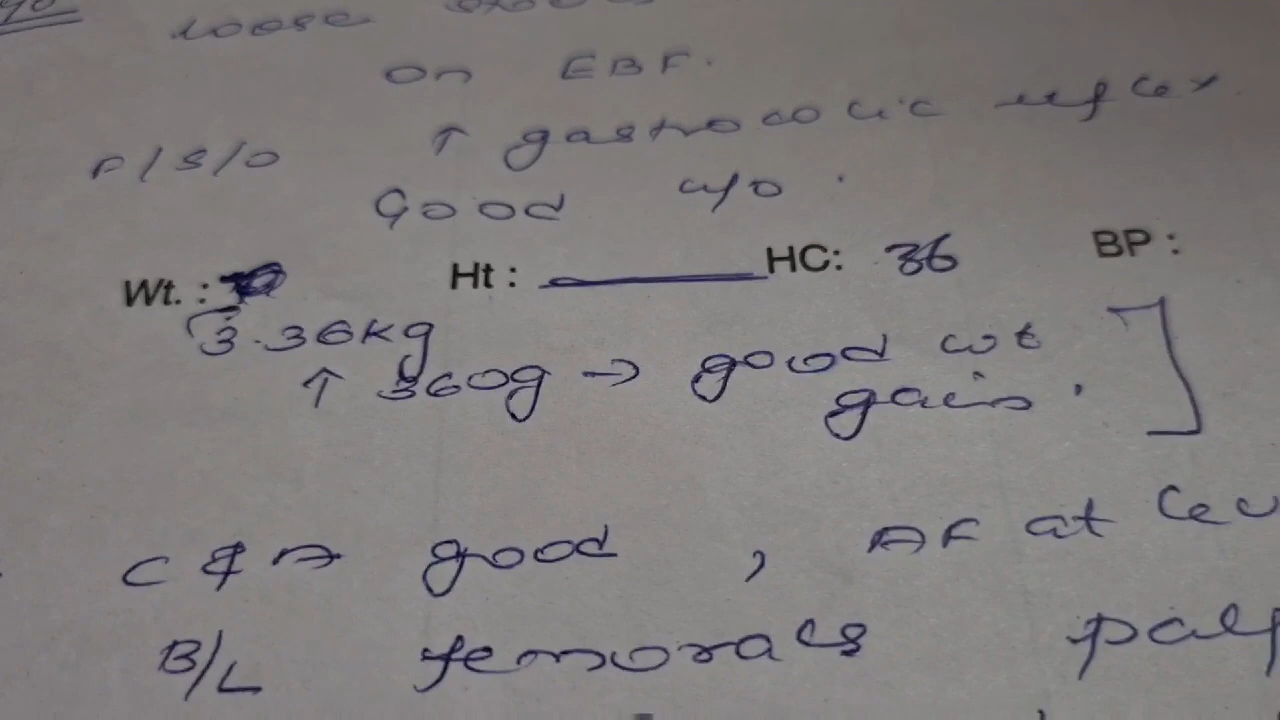 loose
On EBF.
↑ gastrocolic reflex.
F/S/O
Good u/o.
Wt. : Ht : HC: 36 BP :
3.36kg
↑ 360g → good wt
gain.
C & A good , AF at lev
B/L femorals palp